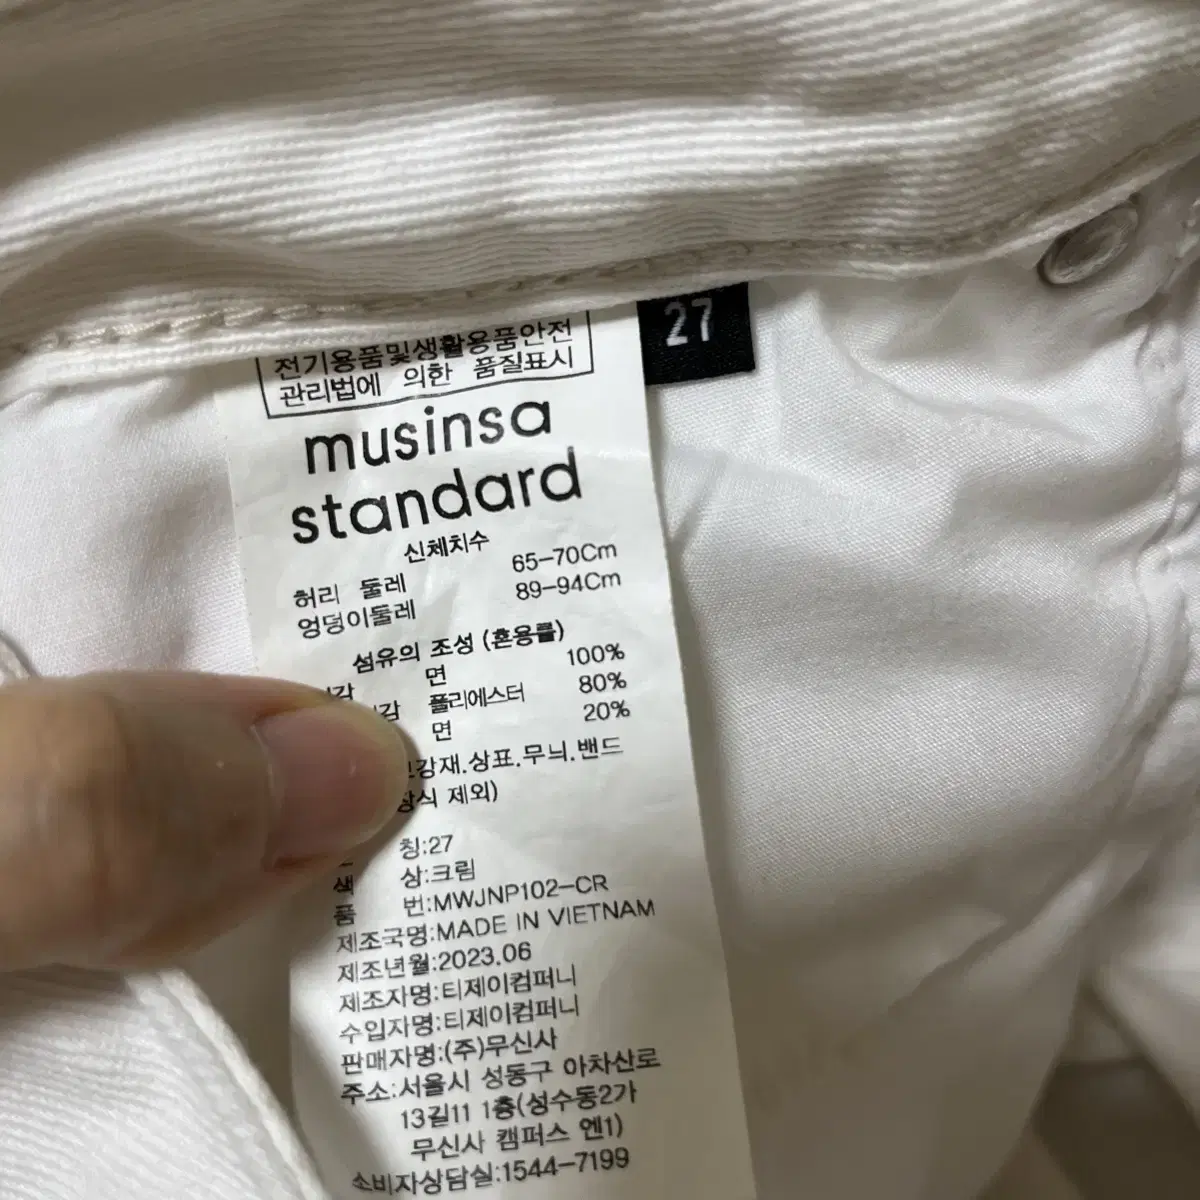 27
전기용품및생활용품안전
관리법에 의한 품질표시
musinsa
standard
신체치수
허리 둘레 65-70Cm
엉덩이둘레 89-94Cm
섬유의 조성 (혼용률)
면 100%
폴리에스터 80%
면 20%
상표.무늬.밴드
제외)
칭:27
색 상:크림
품 번:MWJNP102-CR
제조국명:MADE IN VIETNAM
제조년월:2023.06
제조자명:티제이컴퍼니
수입자명:티제이컴퍼니
판매자명:(주)무신사
주소:서울시 성동구 아차산로
13길11 1층(성수동2가
무신사 캠퍼스 엔1)
소비자상담실:1544-7199